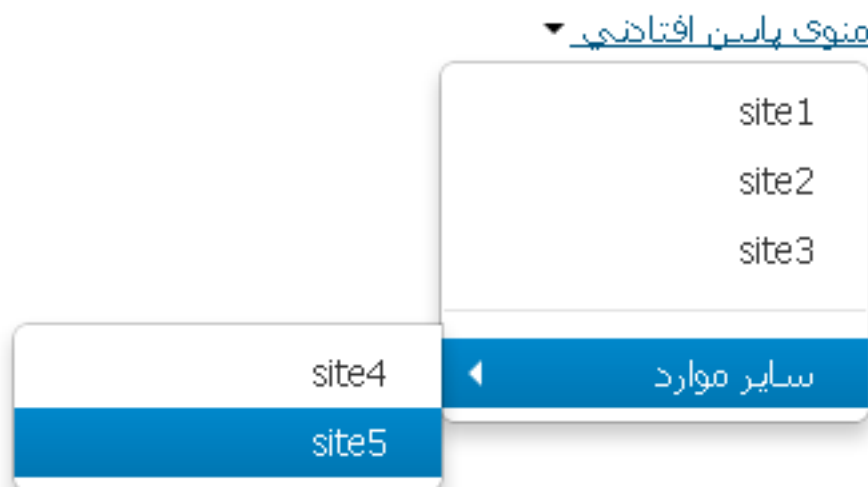 منوی پایین افتادنی
site1
site2
site3
سایر موارد
site4
site5